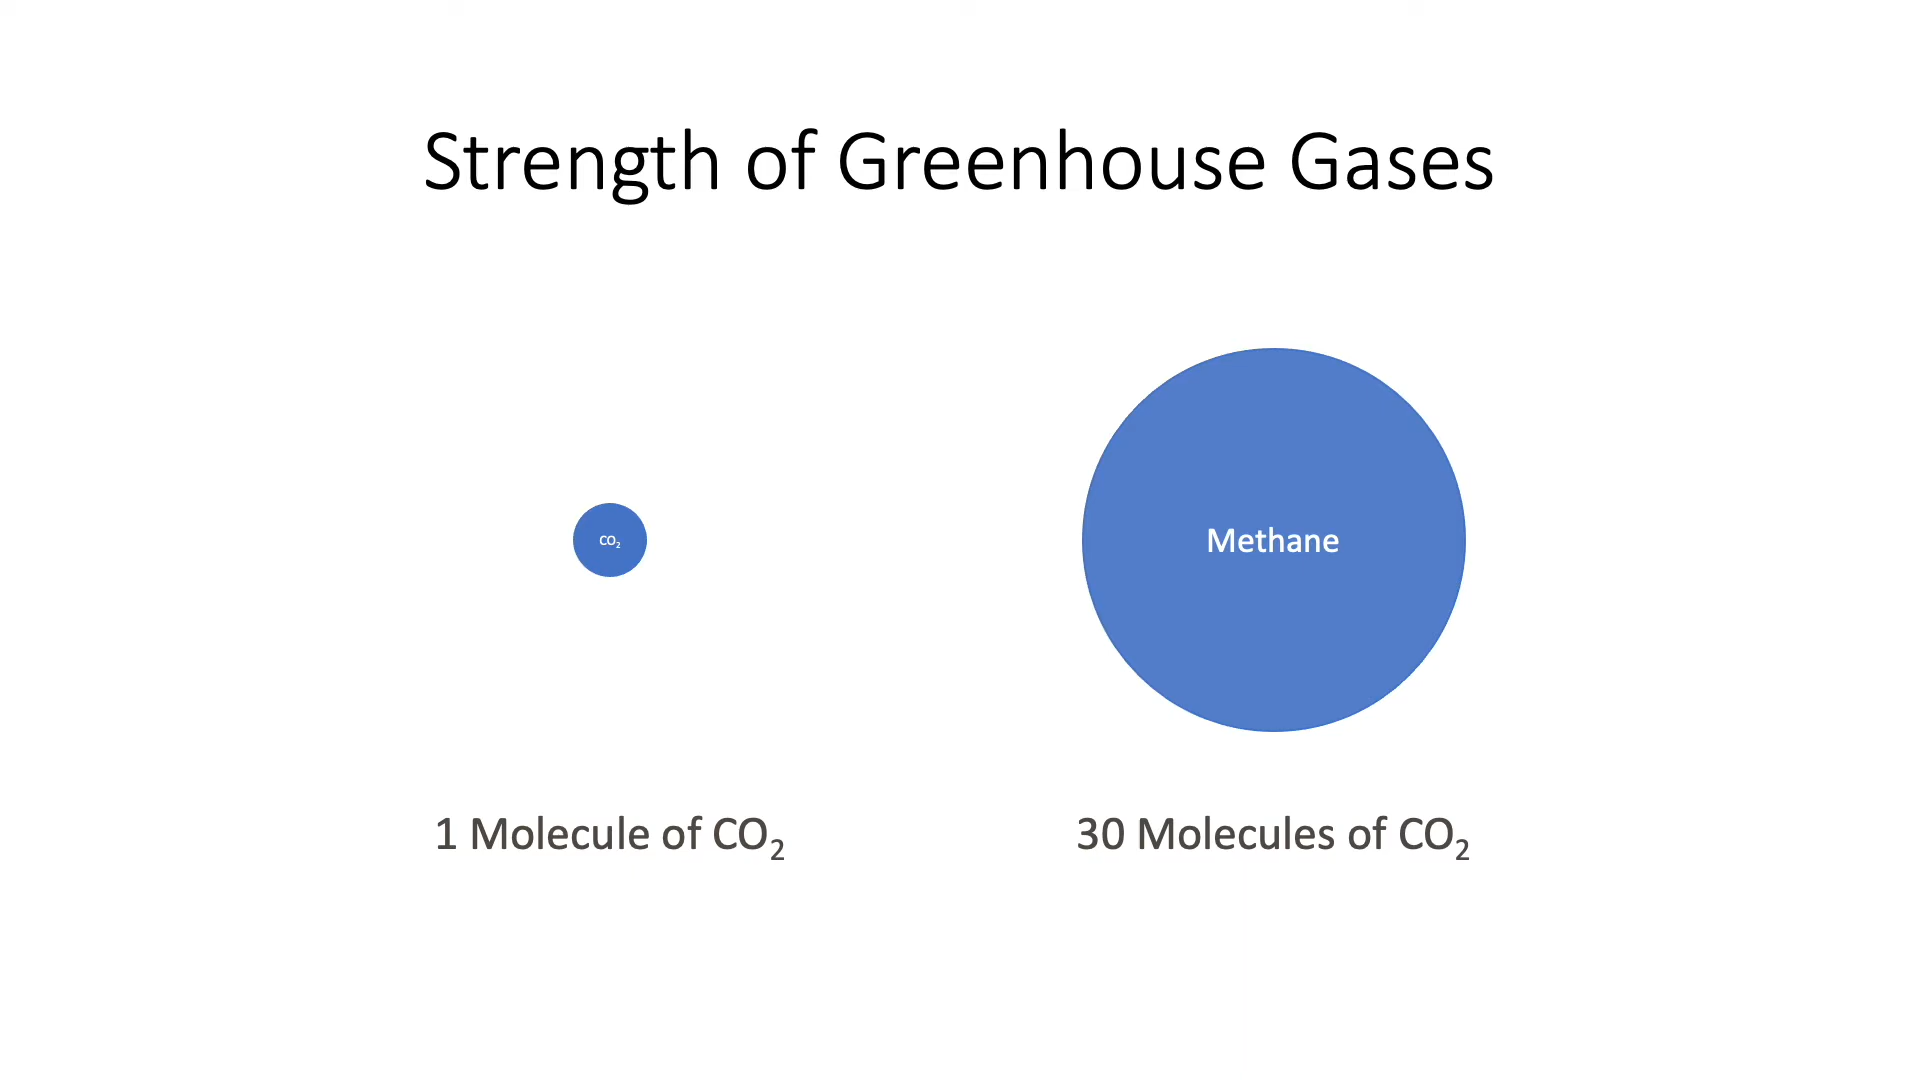 Strength of Greenhouse Gases
CO₂
Methane
1 Molecule of CO₂
30 Molecules of CO₂